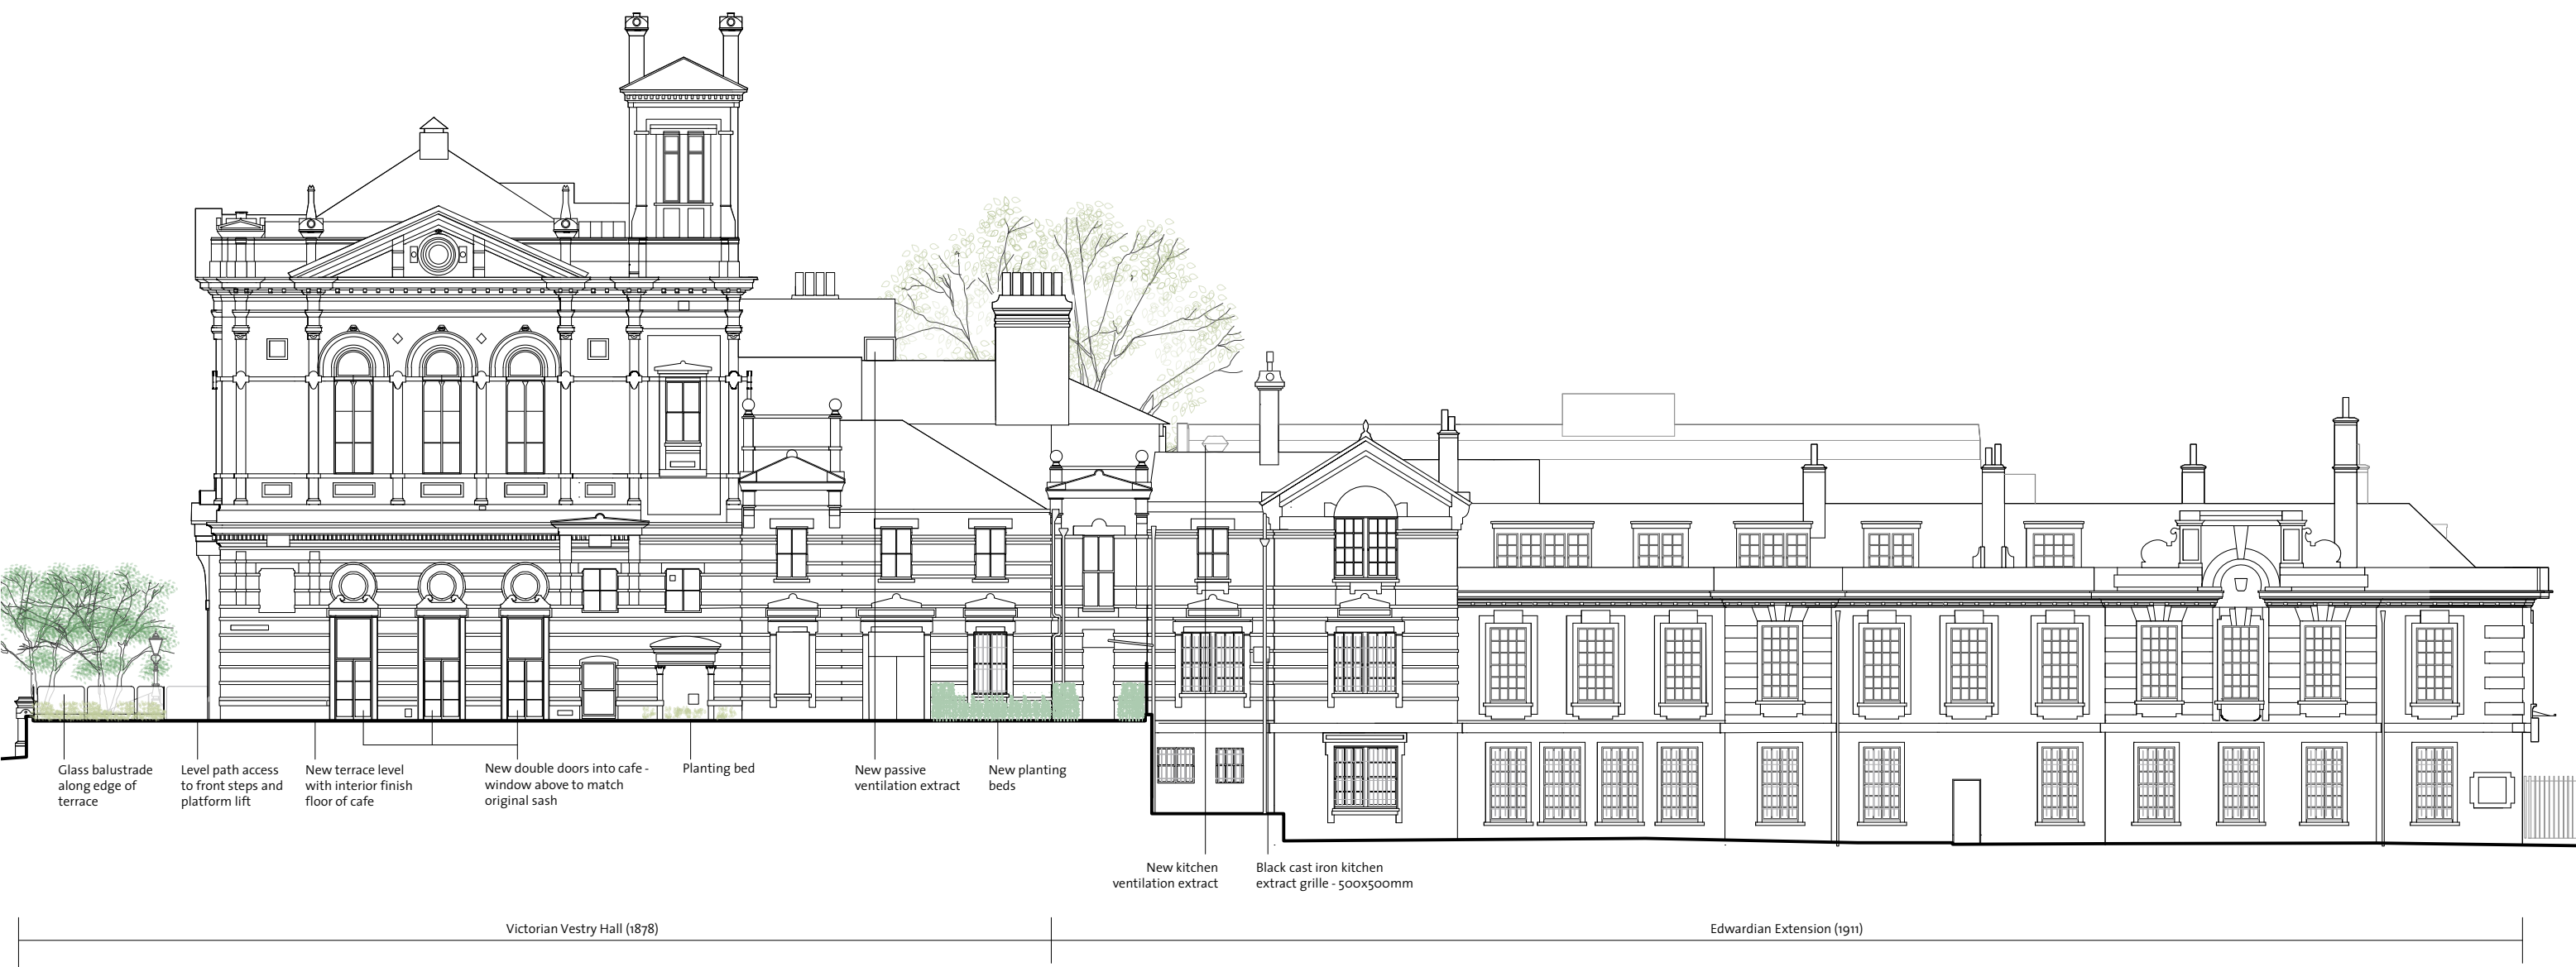 Glass balustrade
along edge of
terrace
Level path access
to front steps and
platform lift
New terrace level
with interior finish
floor of cafe
New double doors into cafe -
window above to match
original sash
Planting bed
New passive
ventilation extract
New planting
beds
New kitchen
ventilation extract
Black cast iron kitchen
extract grille - 500x500mm
Victorian Vestry Hall (1878)
Edwardian Extension (1911)